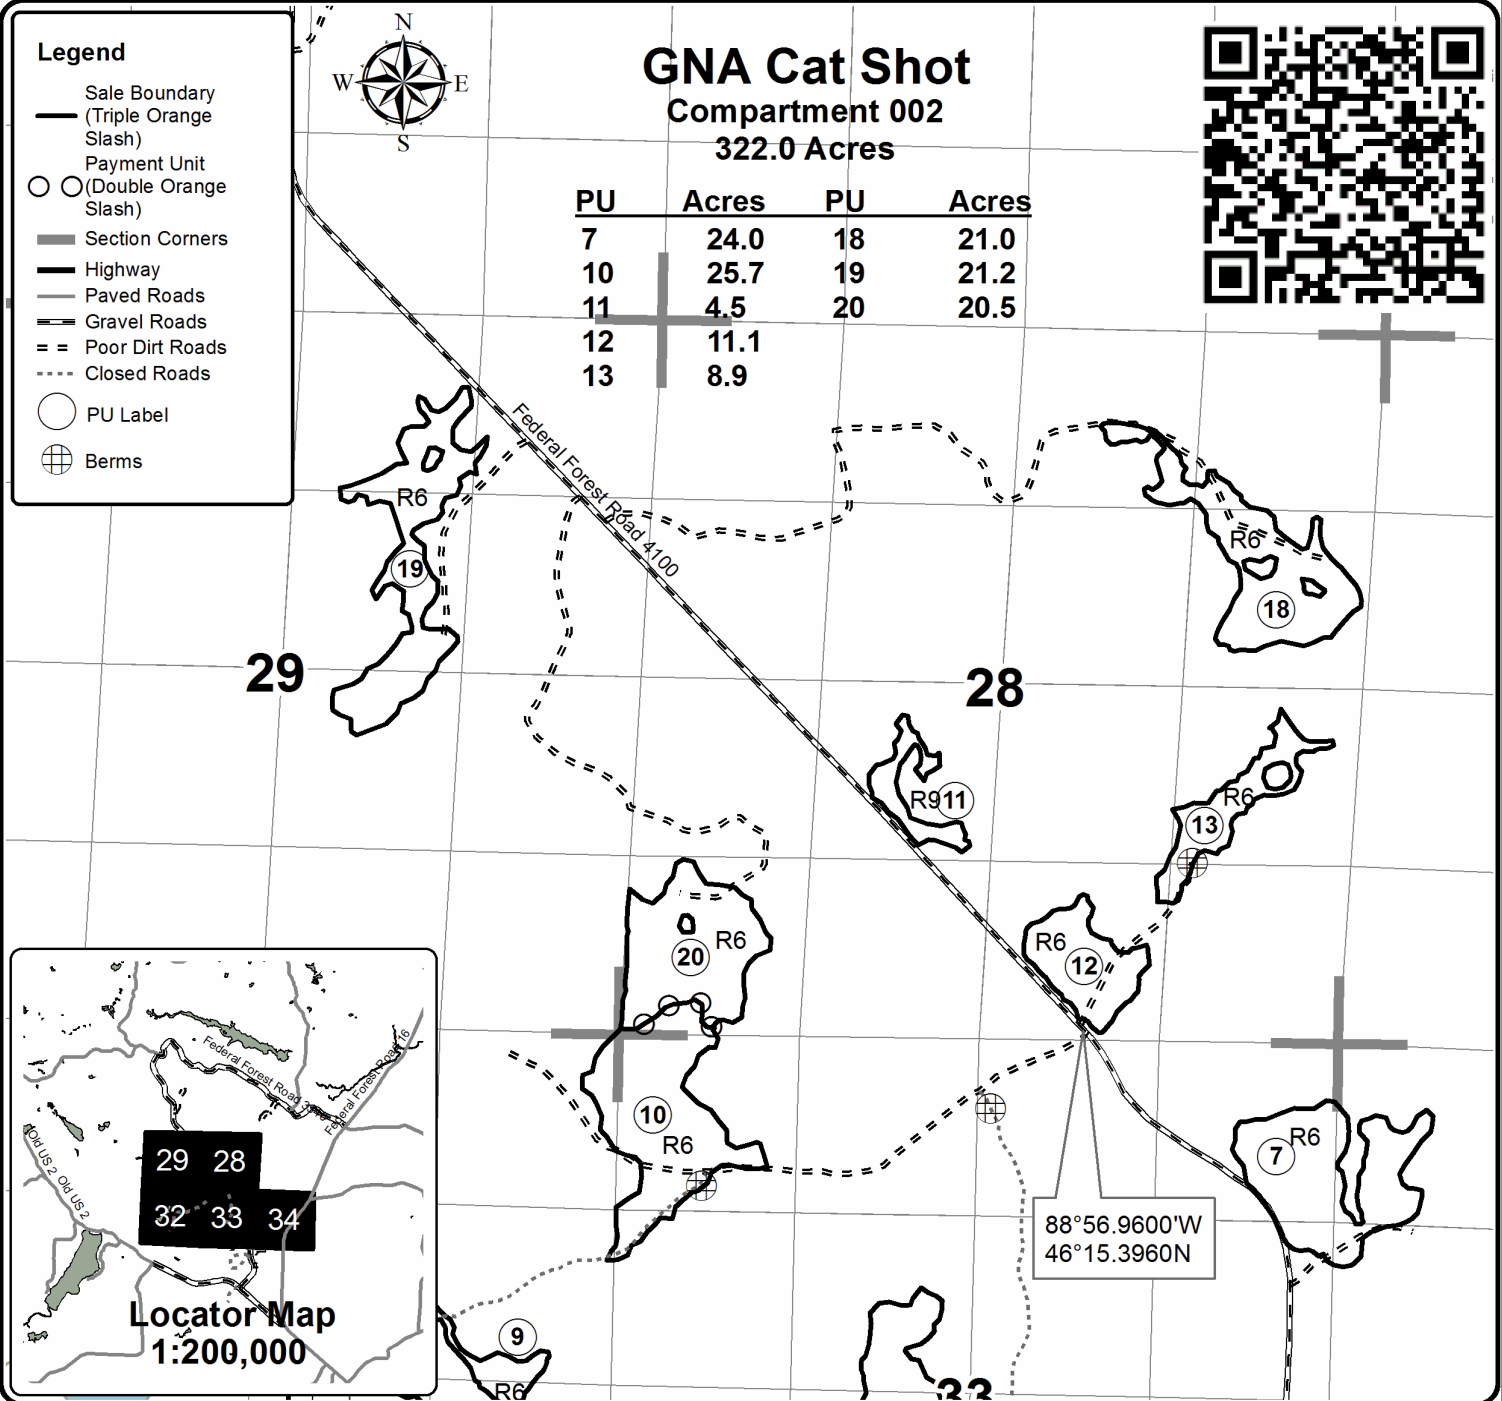 Legend
Sale Boundary
(Triple Orange
Slash)
Payment Unit
(Double Orange
Slash)
Section Corners
Highway
Paved Roads
Gravel Roads
Poor Dirt Roads
Closed Roads
PU Label
Berms
N
W E
S
GNA Cat Shot
Compartment 002
322.0 Acres
PU Acres PU Acres
7 24.0 18 21.0
10 25.7 19 21.2
11 4.5 20 20.5
12 11.1
13 8.9
Federal Forest Road 4100
R6
19
R6
18
29
28
R9 11
R6
13
R6
12
20 R6
10
R6
R6
7
88°56.9600'W
46°15.3960N
9
R6
33
Federal Forest Road
Federal Forest Road 16
Old US 2 Old US 2
29 28
32 33 34
Locator Map
1:200,000